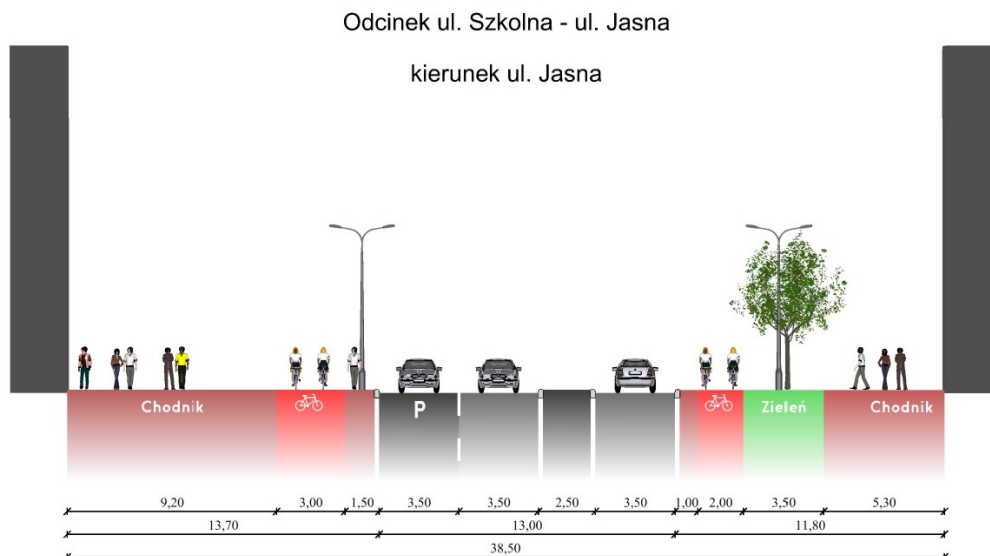 Odcinek ul. Szkolna - ul. Jasna
kierunek ul. Jasna
Chodnik
P
Zieleń
Chodnik
9,20 3,00 1,50 3,50 3,50 2,50 3,50 1,00 2,00 3,50 5,30
13,70 13,00 11,80
38,50